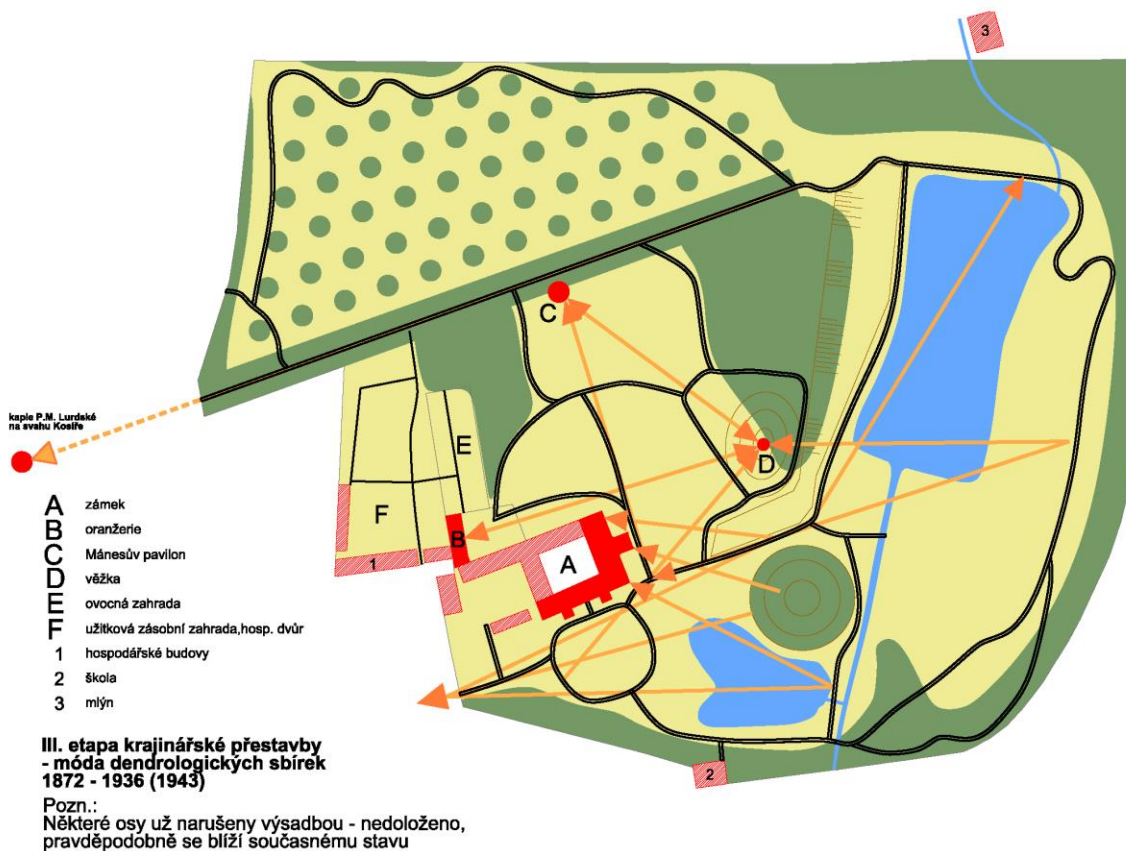 3
C
kaple P.M. Lurdské
na svahu Kosíře
E
D
F
B
A
1
A zámek
B oranžerie
C Mánesův pavilon
D věžka
E ovocná zahrada
F užitková zásobní zahrada,hosp. dvůr
1 hospodářské budovy
2 škola
3 mlýn
2
III. etapa krajinářské přestavby
- móda dendrologických sbírek
1872 - 1936 (1943)
Pozn.:
Některé osy už narušeny výsadbou - nedoloženo,
pravděpodobně se blíží současnému stavu